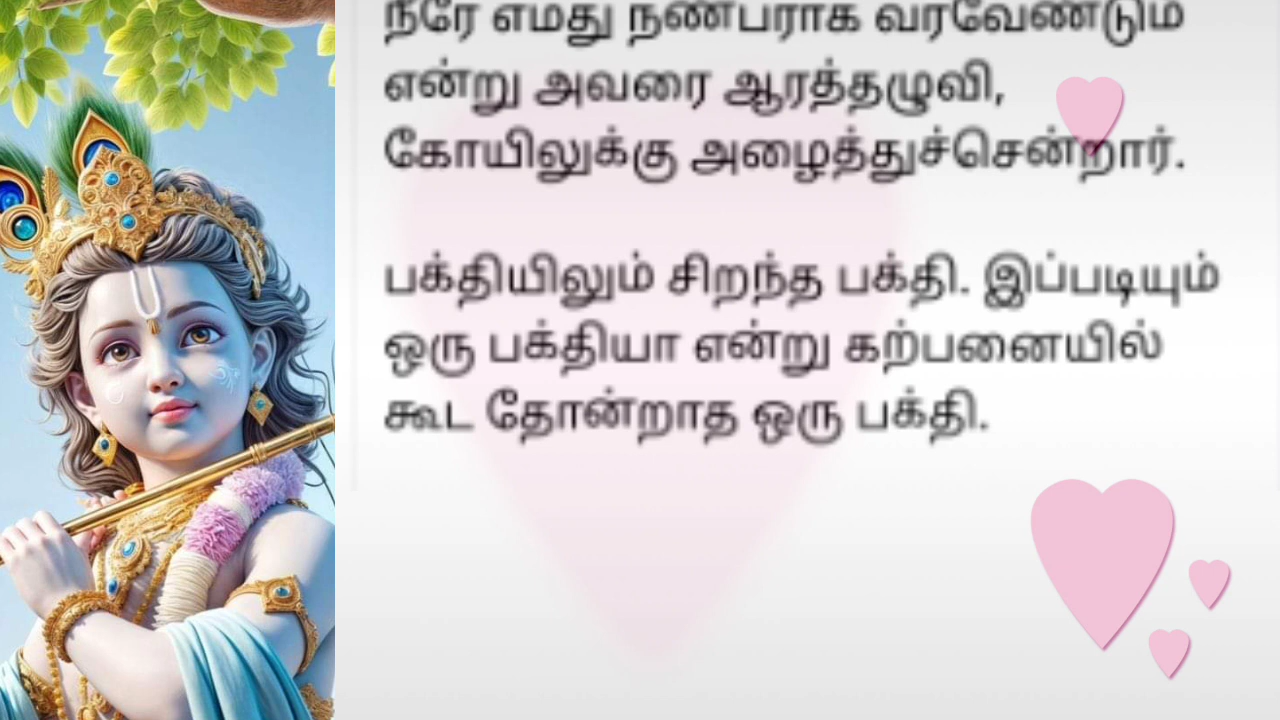 நீரே எமது நண்பராக வரவேண்டும்
என்று அவரை ஆரத்தழுவி,
கோயிலுக்கு அழைத்துச்சென்றார்.
பக்தியிலும் சிறந்த பக்தி. இப்படியும்
ஒரு பக்தியா என்று கற்பனையில்
கூட தோன்றாத ஒரு பக்தி.